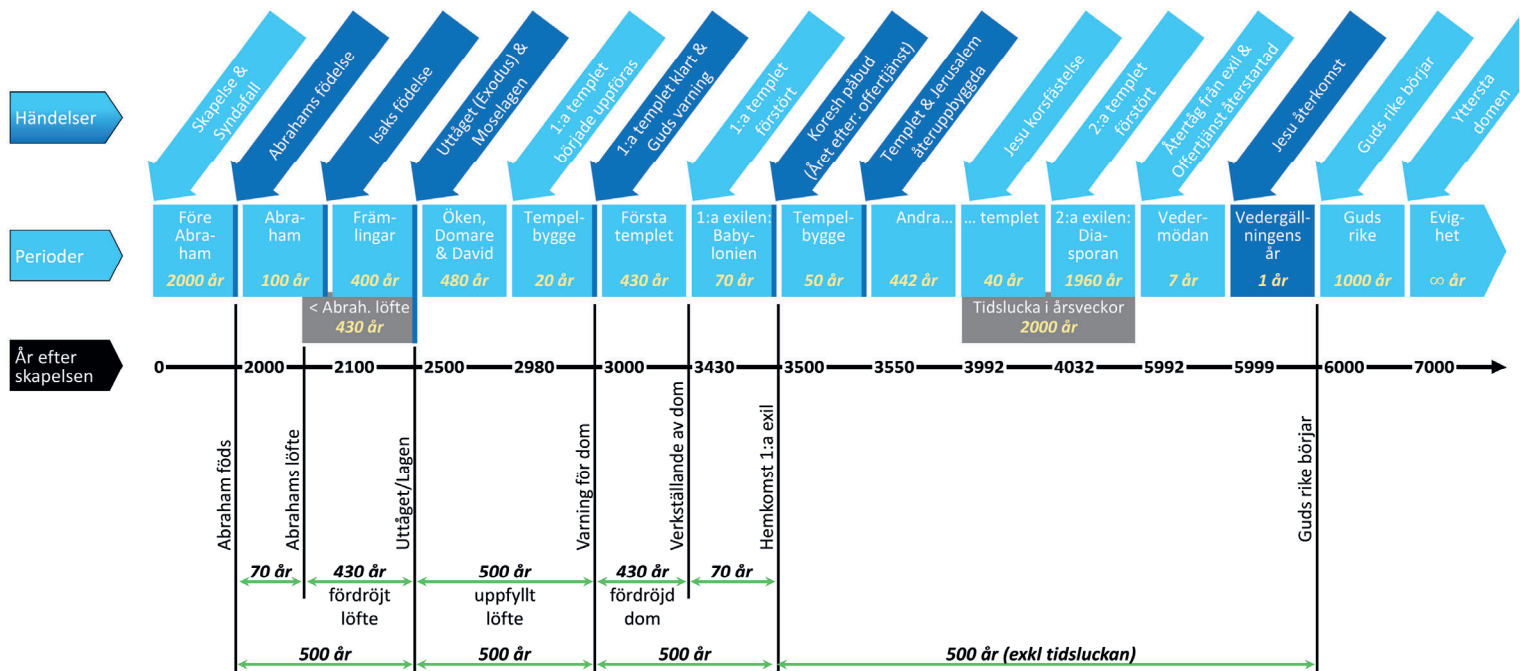 Händelser
Skapelse &
Syndafall
Abrahams födelse
Isaks födelse
Uttåget (Exodus) &
Moselagen
1:a templet
började uppföras
1:a templet klart &
Guds varning
1:a templet
förstört
Koresh påbud
(Året efter: offertjänst)
Templet & Jerusalem
återuppbyggda
Jesu korsfästelse
2:a templet
förstört
Återtåg från exil &
Offertjänst återstartad
Jesu återkomst
Guds rike börjar
Yttersta
domen
Perioder
Före
Abra-
ham
2000 år
Abra-
ham
100 år
Främ-
lingar
400 år
Öken,
Domare
& David
480 år
Tempel-
bygge
20 år
Första
templet
430 år
1:a exilen:
Baby-
lonien
70 år
Tempel-
bygge
50 år
Andra...
442 år
... templet
40 år
2:a exilen:
Dia-
sporan
1960 år
Veder-
mödan
7 år
Vedergäll-
ningens
år
1 år
Guds
rike
1000 år
Evig-
het
∞ år
< Abrah. löfte
430 år
Tidslucka i årsveckor
2000 år
År efter
skapelsen
0 2000 2100 2500 2980 3000 3430 3500 3550 3992 4032 5992 5999 6000 7000
Abraham föds
Abrahams löfte
Uttåget/Lagen
Varning för dom
Verkställande av dom
Hemkomst 1:a exil
Guds rike börjar
70 år
430 år
fördröjt
löfte
500 år
uppfyllt
löfte
430 år
fördröjd
dom
70 år
500 år
500 år
500 år
500 år (exkl tidsluckan)